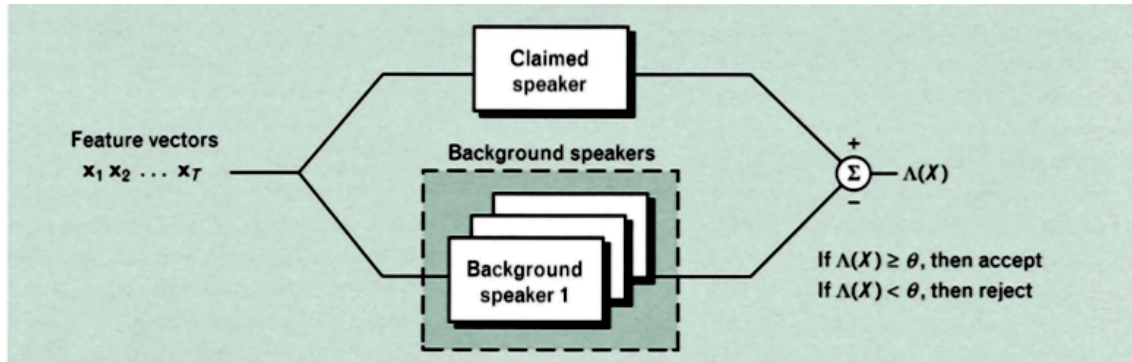 Claimed
speaker
Feature vectors
x₁ x₂ . . . x_T
Background speakers
Background
speaker 1
+
Σ
−
Λ(X)
If Λ(X) ≥ θ, then accept
If Λ(X) < θ, then reject